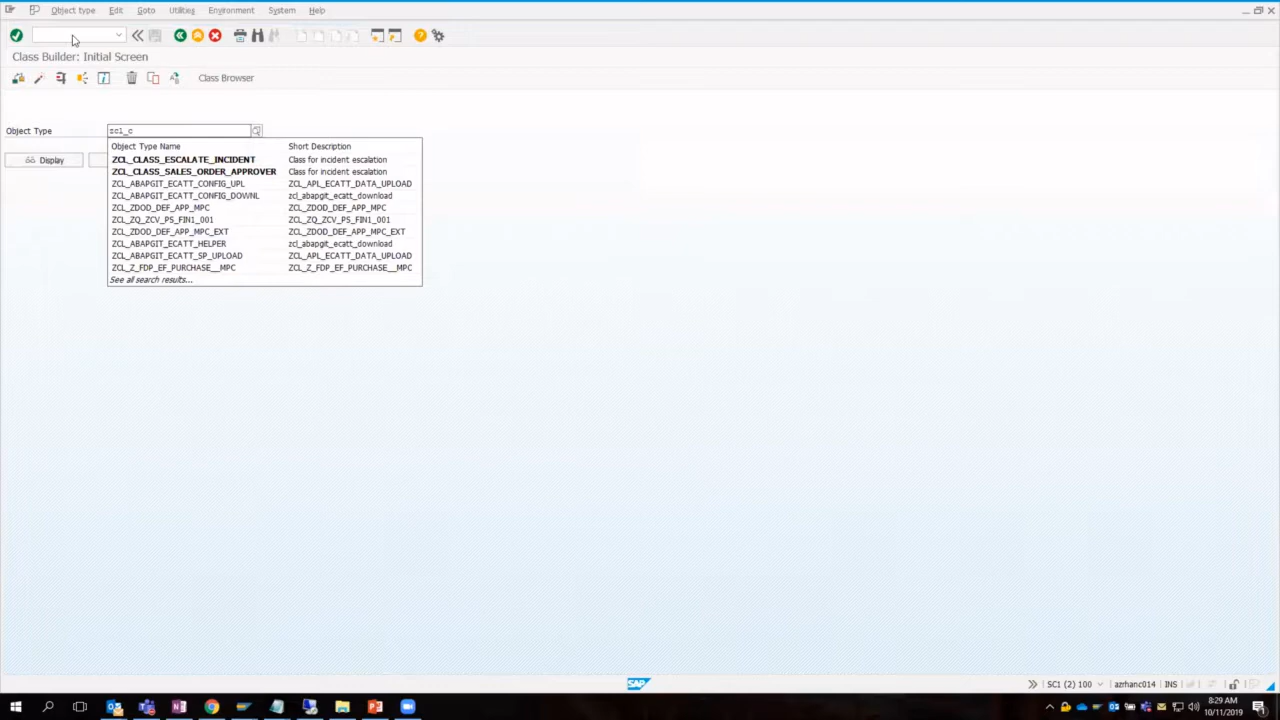 Object type Edit Goto Utilities Environment System Help
Class Builder: Initial Screen
Class Browser
Object Type zcl_c
Display
Object Type Name Short Description
ZCL_CLASS_ESCALATE_INCIDENT Class for incident escalation
ZCL_CLASS_SALES_ORDER_APPROVER Class for incident escalation
ZCL_ABAPGIT_ECATT_CONFIG_UPL ZCL_APL_ECATT_DATA_UPLOAD
ZCL_ABAPGIT_ECATT_CONFIG_DOWNL zcl_abapgit_ecatt_download
ZCL_ZDOD_DEF_APP_MPC ZCL_ZDOD_DEF_APP_MPC
ZCL_ZQ_ZCV_PS_FIN1_001 ZCL_ZQ_ZCV_PS_FIN1_001
ZCL_ZDOD_DEF_APP_MPC_EXT ZCL_ZDOD_DEF_APP_MPC_EXT
ZCL_ABAPGIT_ECATT_HELPER zcl_abapgit_ecatt_download
ZCL_ABAPGIT_ECATT_SP_UPLOAD ZCL_APL_ECATT_DATA_UPLOAD
ZCL_Z_FDP_EF_PURCHASE__MPC ZCL_Z_FDP_EF_PURCHASE__MPC
See all search results...
SAP
SC1 (2) 100 azrhanc014 INS
8:29 AM
10/11/2019